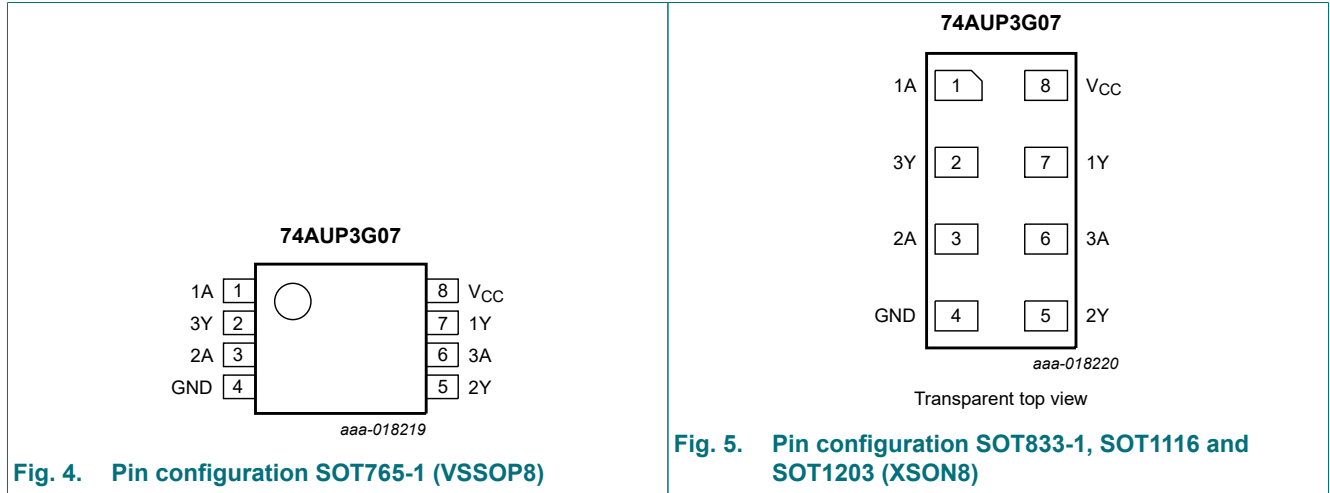 74AUP3G07
1A 1 8 VCC
3Y 2 7 1Y
2A 3 6 3A
GND 4 5 2Y
aaa-018219
Fig. 4. Pin configuration SOT765-1 (VSSOP8)
74AUP3G07
1A 1 8 VCC
3Y 2 7 1Y
2A 3 6 3A
GND 4 5 2Y
aaa-018220
Transparent top view
Fig. 5. Pin configuration SOT833-1, SOT1116 and
SOT1203 (XSON8)